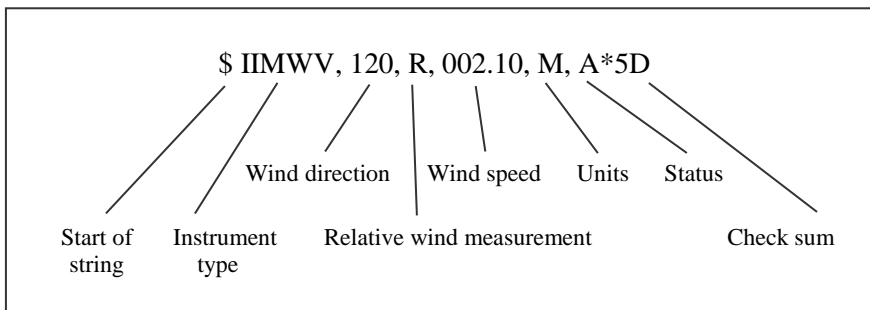 $ IIMWV, 120, R, 002.10, M, A*5D
Wind direction Wind speed Units Status
Start of string Instrument type Relative wind measurement Check sum